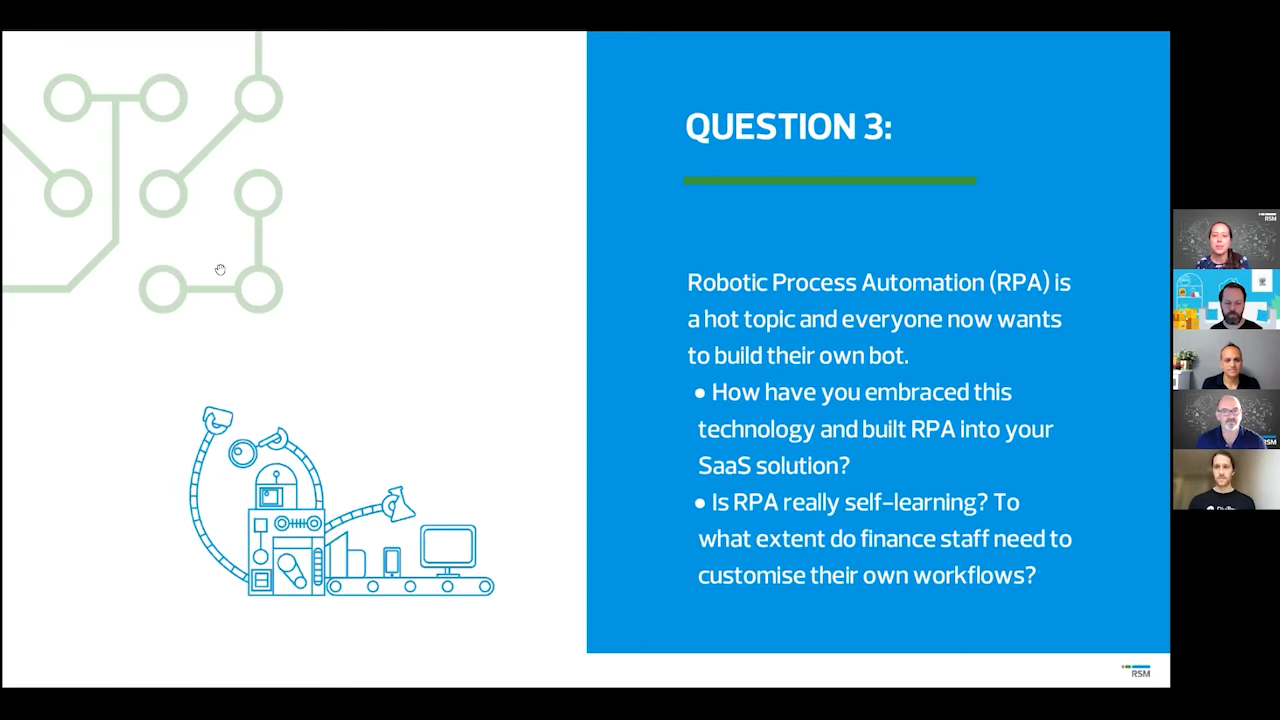 QUESTION 3:
Robotic Process Automation (RPA) is
a hot topic and everyone now wants
to build their own bot.
● How have you embraced this
technology and built RPA into your
SaaS solution?
● Is RPA really self-learning? To
what extent do finance staff need to
customise their own workflows?
RSM
RSM
RSM